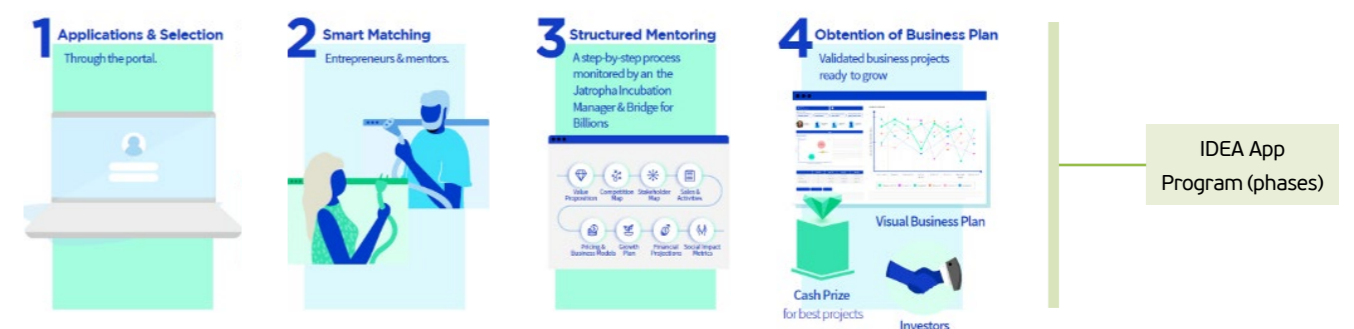 1 Applications & Selection
Through the portal.
2 Smart Matching
Entrepreneurs & mentors.
3 Structured Mentoring
A step-by-step process
monitored by an the
Jatropha Incubation
Manager & Bridge for
Billions
Value
Proposition
Competition
Map
Stakeholder
Map
Sales &
Activities
Pricing &
Business Models
Growth
Plan
Financial
Projections
Social Impact
Metrics
4 Obtention of Business Plan
Validated business projects
ready to grow
Visual Business Plan
Cash Prize
for best projects
Investors
IDEA App
Program (phases)